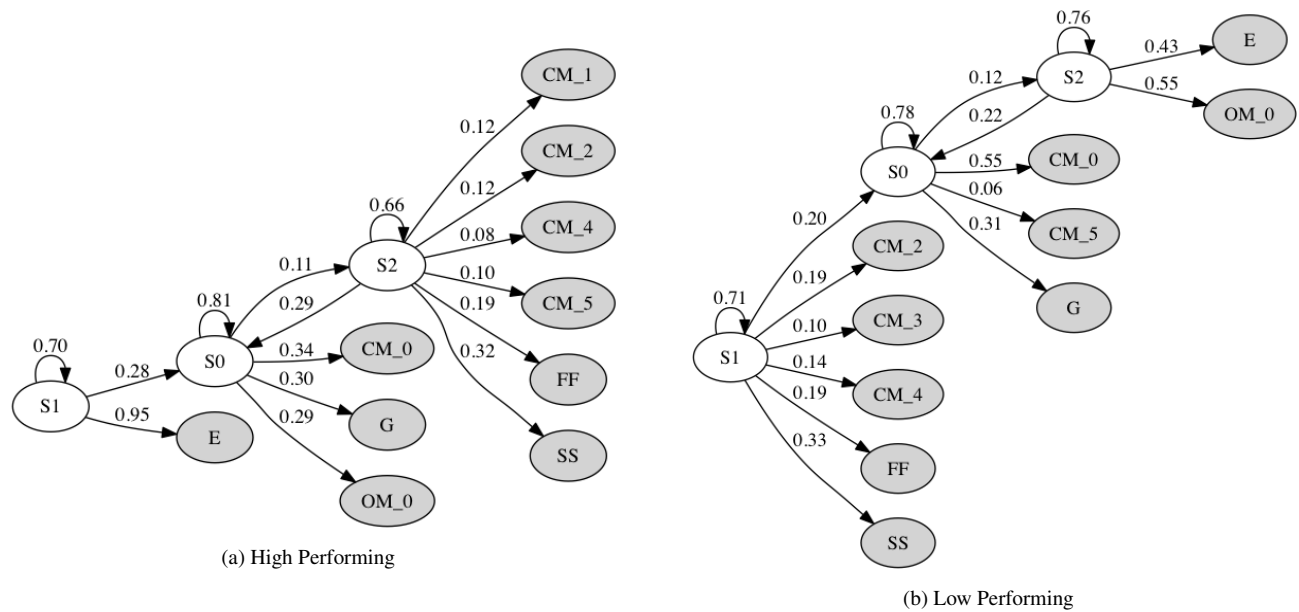 0.70
S1
0.28
0.95
E
0.81
S0
0.11
0.29
0.34
0.30
0.29
CM_0
G
OM_0
0.66
S2
0.12
0.12
0.08
0.10
0.19
0.32
CM_1
CM_2
CM_4
CM_5
FF
SS
(a) High Performing
0.71
S1
0.20
0.19
0.10
0.14
0.19
0.33
CM_2
CM_3
CM_4
FF
SS
0.78
S0
0.12
0.22
0.55
0.06
0.31
CM_0
CM_5
G
0.76
S2
0.43
0.55
E
OM_0
(b) Low Performing